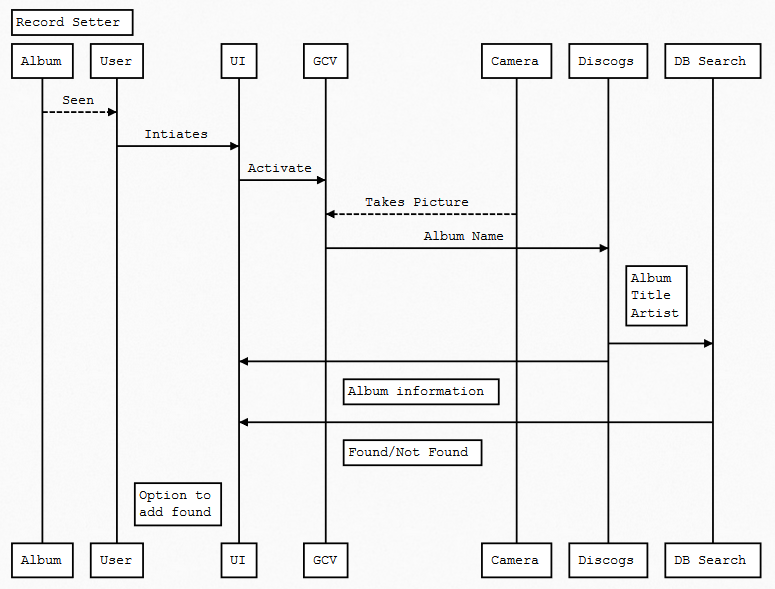 Record Setter
Album User UI GCV Camera Discogs DB Search
Seen
Intiates
Activate
Takes Picture
Album Name
Album
Title
Artist
Album information
Found/Not Found
Option to
add found
Album User UI GCV Camera Discogs DB Search